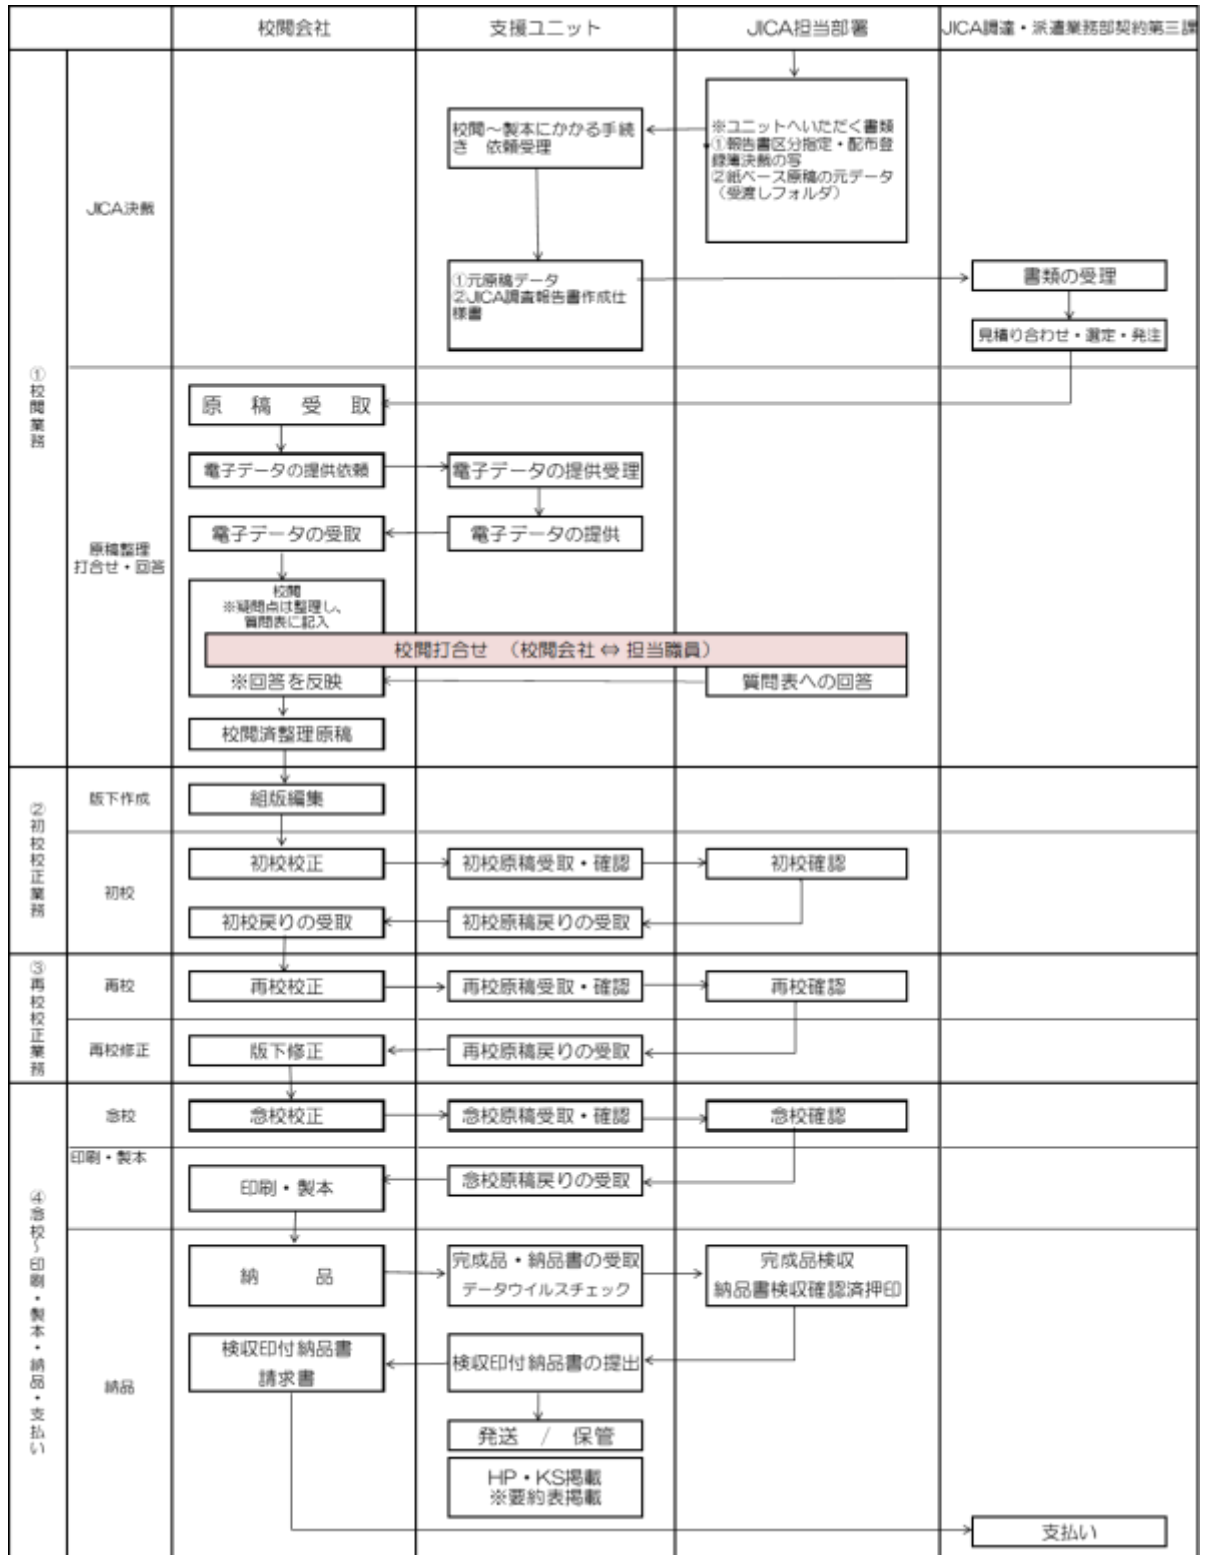 校閲会社
支援ユニット
JICA担当部署
JICA調達・派遣業務部契約第三課
①校閲業務
JICA決裁
校閲～製本にかかる手続
き　依頼受理
※ユニットへいただく書類
①報告書区分指定・配布登
録簿決裁の写
②紙ベース原稿の元データ
（受渡しフォルダ）
①元原稿データ
②JICA調査報告書作成仕
様書
書類の受理
見積り合わせ・選定・発注
原稿整理
打合せ・回答
原　稿　受　取
電子データの提供依頼
電子データの提供受理
電子データの受取
電子データの提供
校閲
※疑問点は整理し、
質問表に記入
校閲打合せ　（校閲会社 ⇔ 担当職員）
※回答を反映
質問表への回答
校閲済整理原稿
②初校校正業務
版下作成
組版編集
初校
初校校正
初校原稿受取・確認
初校確認
初校戻りの受取
初校原稿戻りの受取
③再校校正業務
再校
再校校正
再校原稿受取・確認
再校確認
再校修正
版下修正
再校原稿戻りの受取
④念校～印刷・製本・納品・支払い
念校
念校校正
念校原稿受取・確認
念校確認
印刷・製本
印刷・製本
念校原稿戻りの受取
納品
納　　品
完成品・納品書の受取
データウイルスチェック
完成品検収
納品書検収確認済押印
検収印付納品書
請求書
検収印付納品書の提出
発送　/　保管
HP・KS掲載
※要約表掲載
支払い